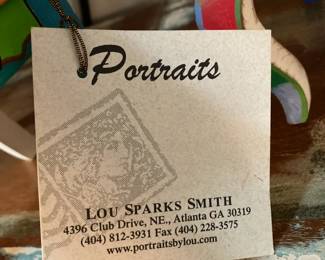 Portraits
LOU SPARKS SMITH
4396 Club Drive, NE., Atlanta GA 30319
(404) 812-3931 Fax (404) 228-3575
www.portraitsbylou.com